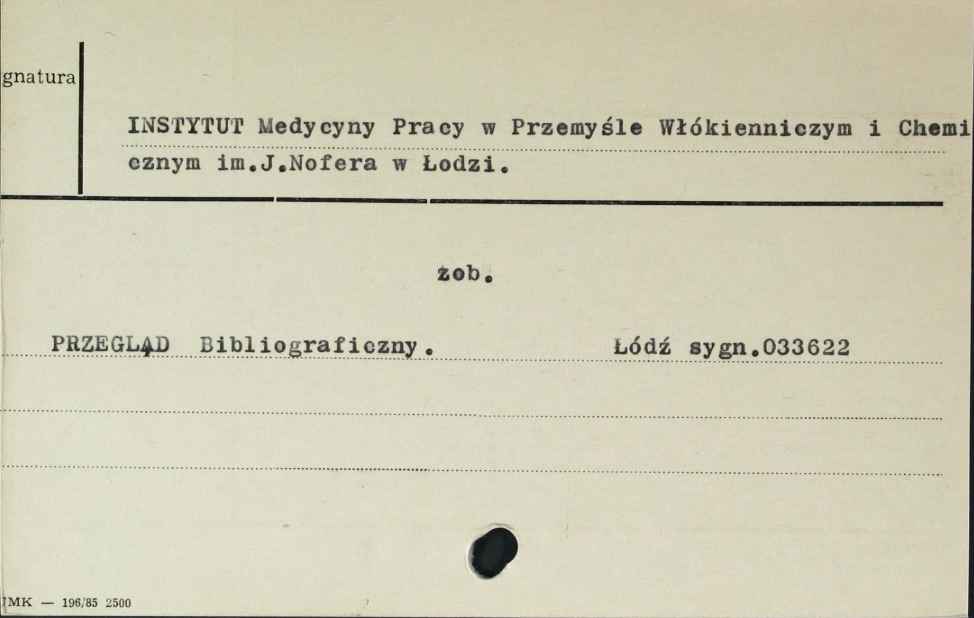 gnatura
INSTYTUT Medycyny Pracy w Przemyśle Włókienniczym i Chemi
cznym im.J.Nofera w Łodzi.
zob.
PRZEGLĄD Bibliograficzny. Łódź sygn.033622
UMK — 196/85 2500